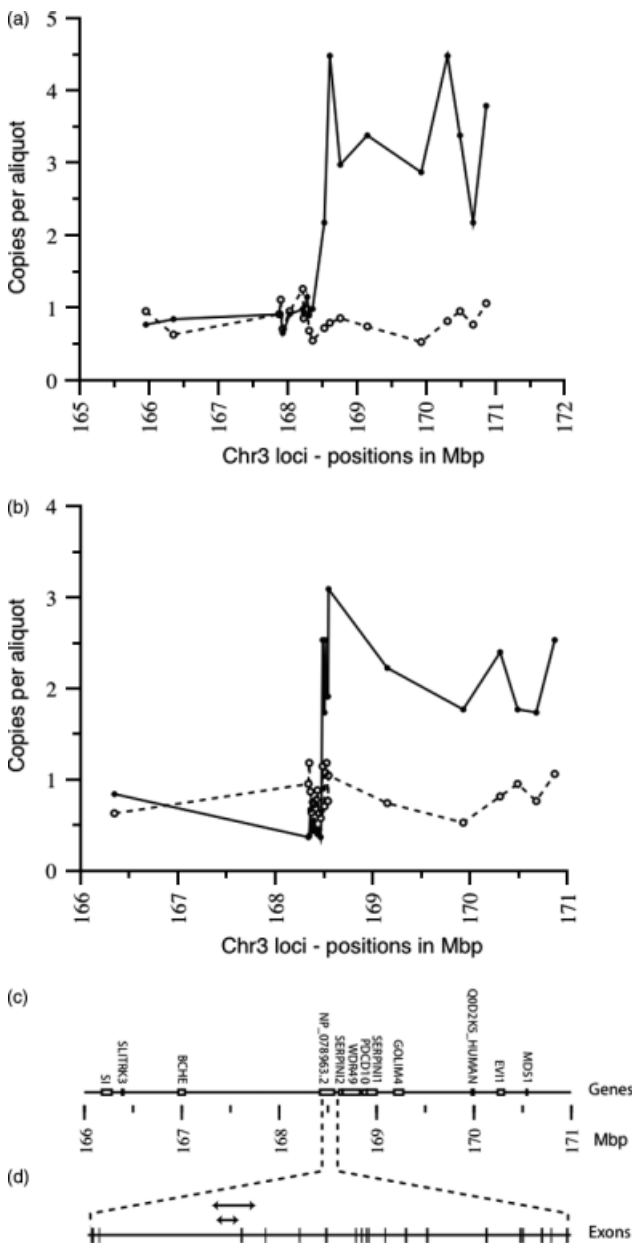 (a)
5
4
3
2
1
0
Copies per aliquot
165
166
167
168
169
170
171
172
Chr3 loci - positions in Mbp
(b)
4
3
2
1
0
Copies per aliquot
166
167
168
169
170
171
Chr3 loci - positions in Mbp
(c)
SI
SLITRK3
BCHE
NP_078963.2
SERPINI2
WDR49
PDCD10
SERPINI1
GOLIM4
Q0D2K5_HUMAN
EVI1
MDS1
Genes
166
167
168
169
170
171
Mbp
(d)
Exons